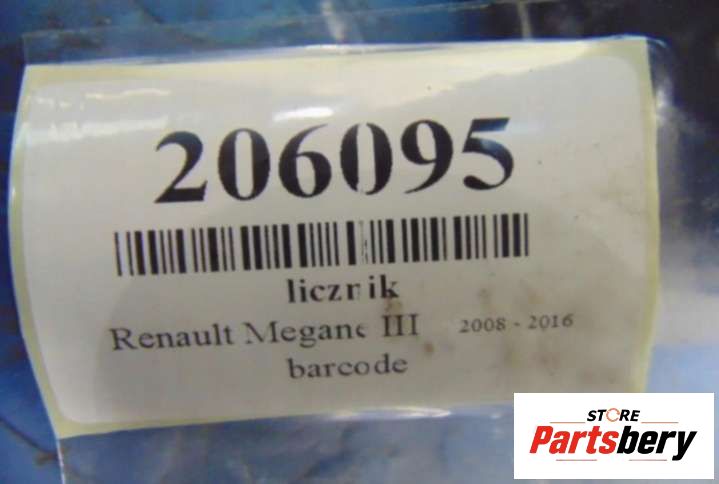 206095
licznik
Renault Megane III 2008 - 2016
barcode
STORE
Partsbery